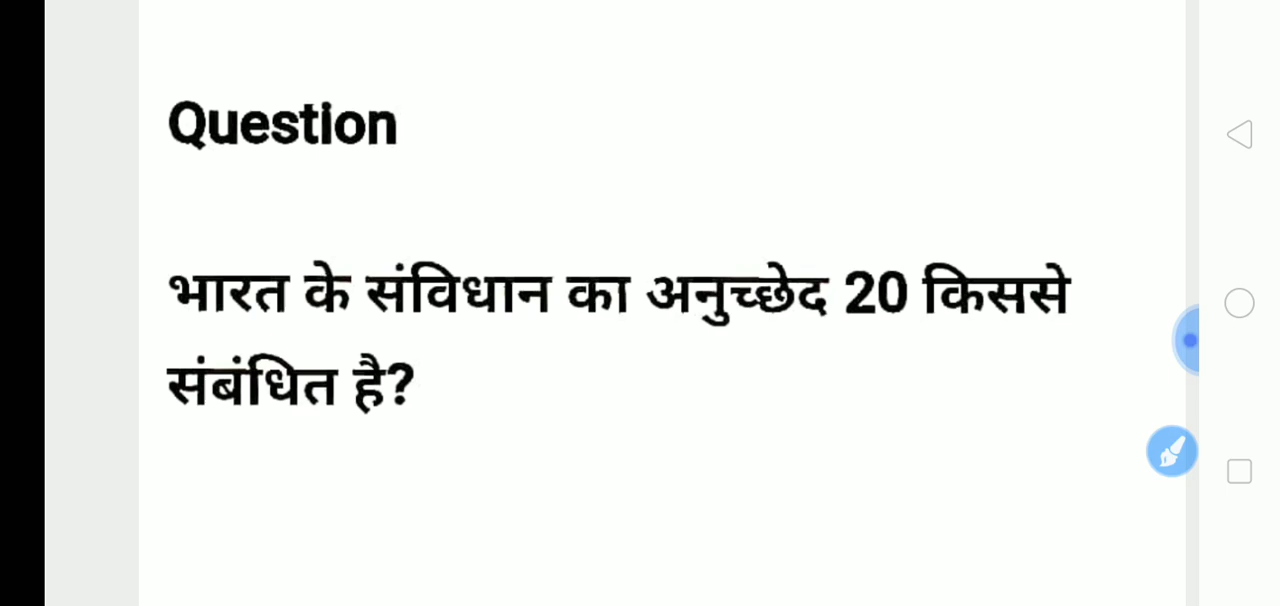 Question
भारत के संविधान का अनुच्छेद 20 किससे
संबंधित है?